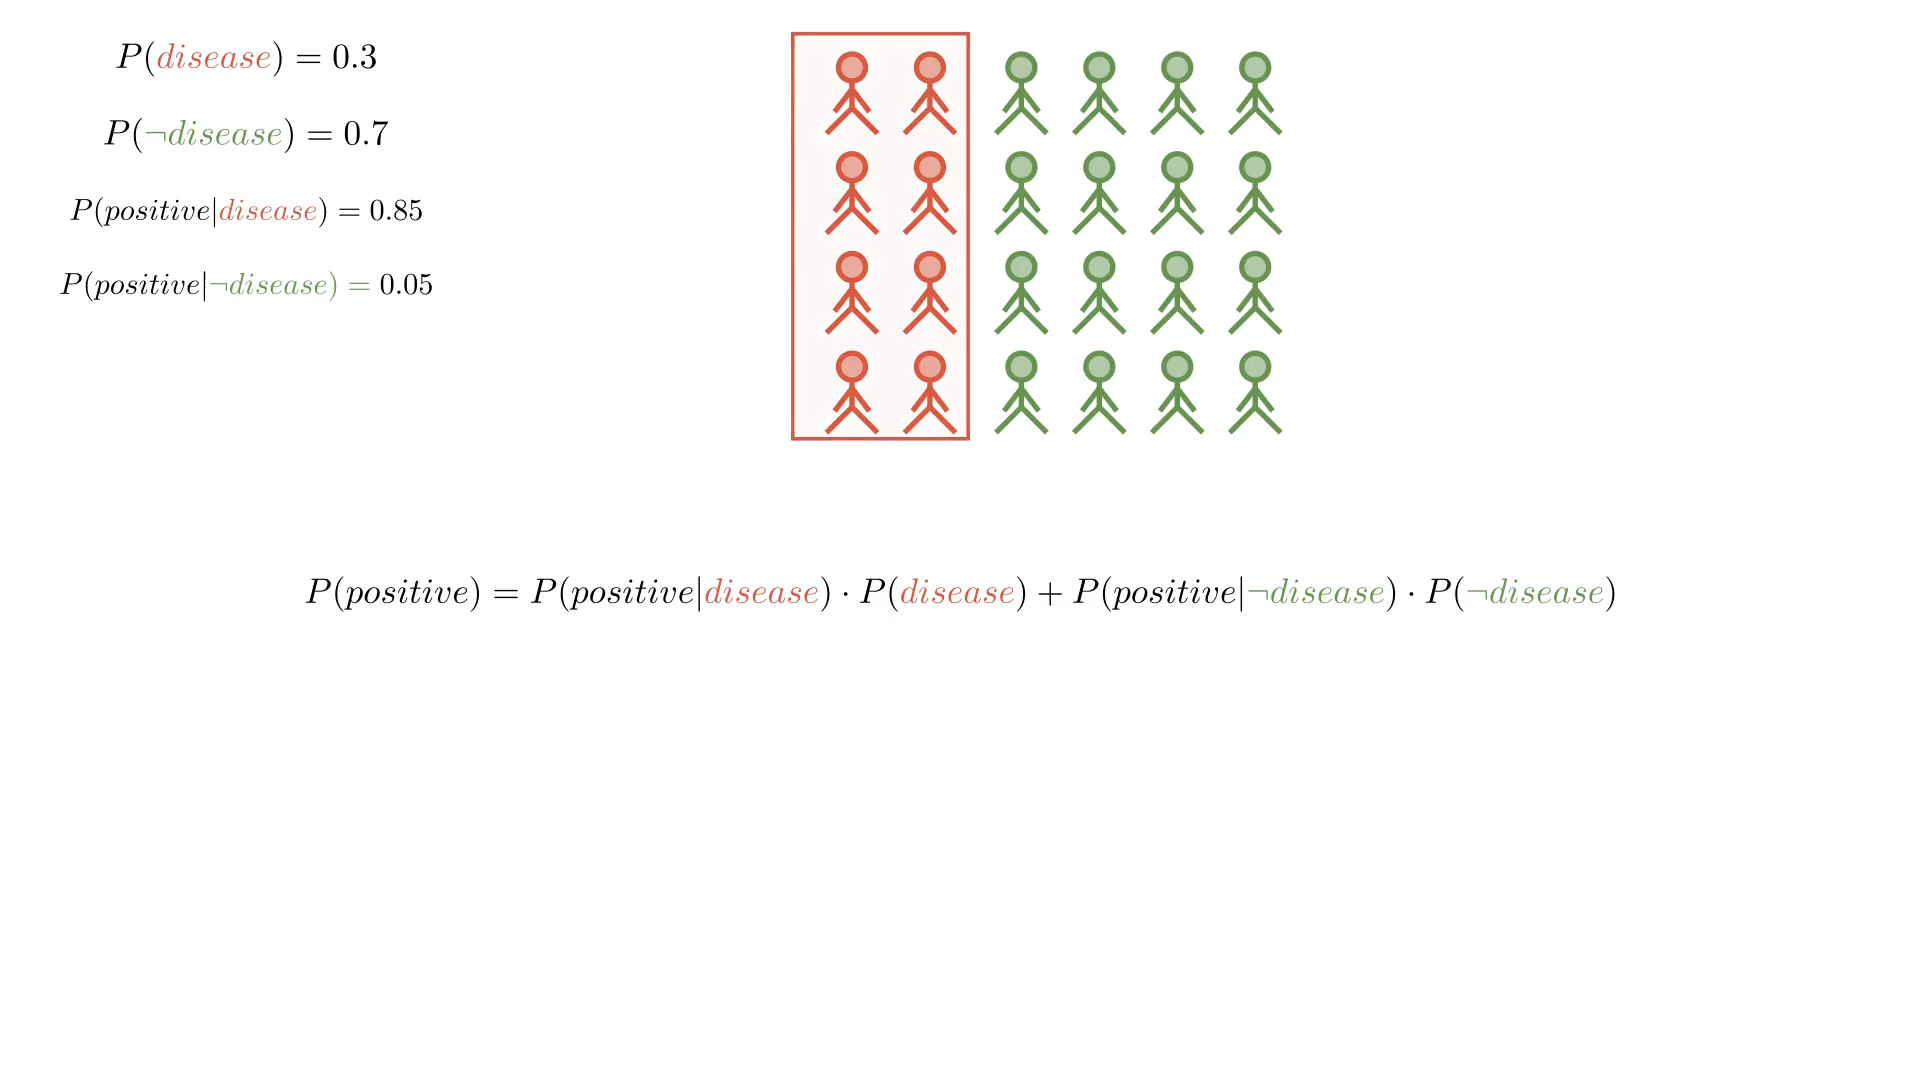 P(disease) = 0.3
P(¬disease) = 0.7
P(positive|disease) = 0.85
P(positive|¬disease) = 0.05
P(positive) = P(positive|disease) · P(disease) + P(positive|¬disease) · P(¬disease)